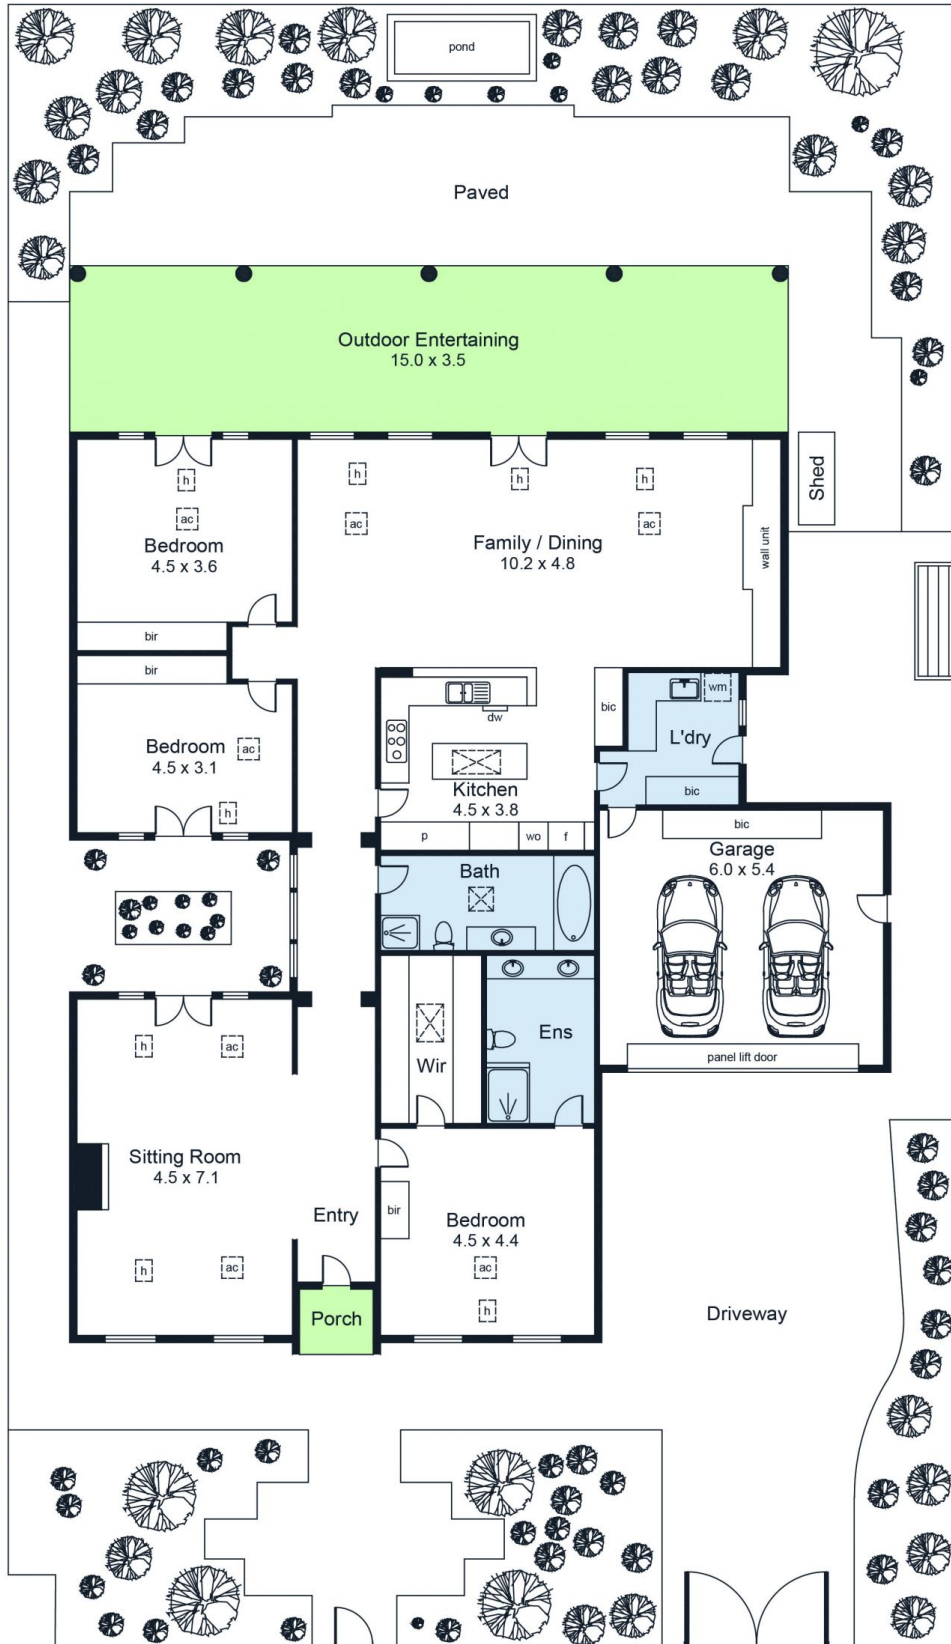 pond
Paved
Outdoor Entertaining
15.0 x 3.5
h
h
h
h
ac
ac
ac
Bedroom
4.5 x 3.6
Family / Dining
10.2 x 4.8
wall unit
Shed
bir
bir
bic
wm
dw
L'dry
Bedroom
4.5 x 3.1
ac
h
Kitchen
4.5 x 3.8
bic
p
wo
f
bic
Garage
6.0 x 5.4
Bath
h
ac
Wir
Ens
panel lift door
Sitting Room
4.5 x 7.1
Entry
bir
Bedroom
4.5 x 4.4
h
ac
ac
h
Porch
Driveway